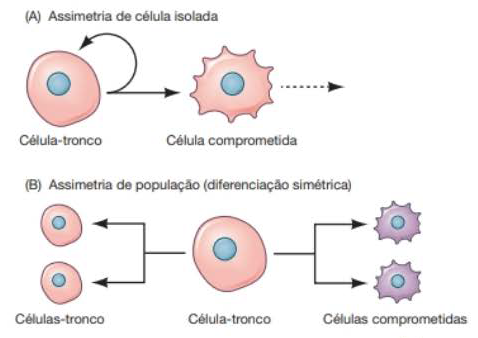 (A) Assimetria de célula isolada
Célula-tronco
Célula comprometida
(B) Assimetria de população (diferenciação simétrica)
Células-tronco
Célula-tronco
Células comprometidas